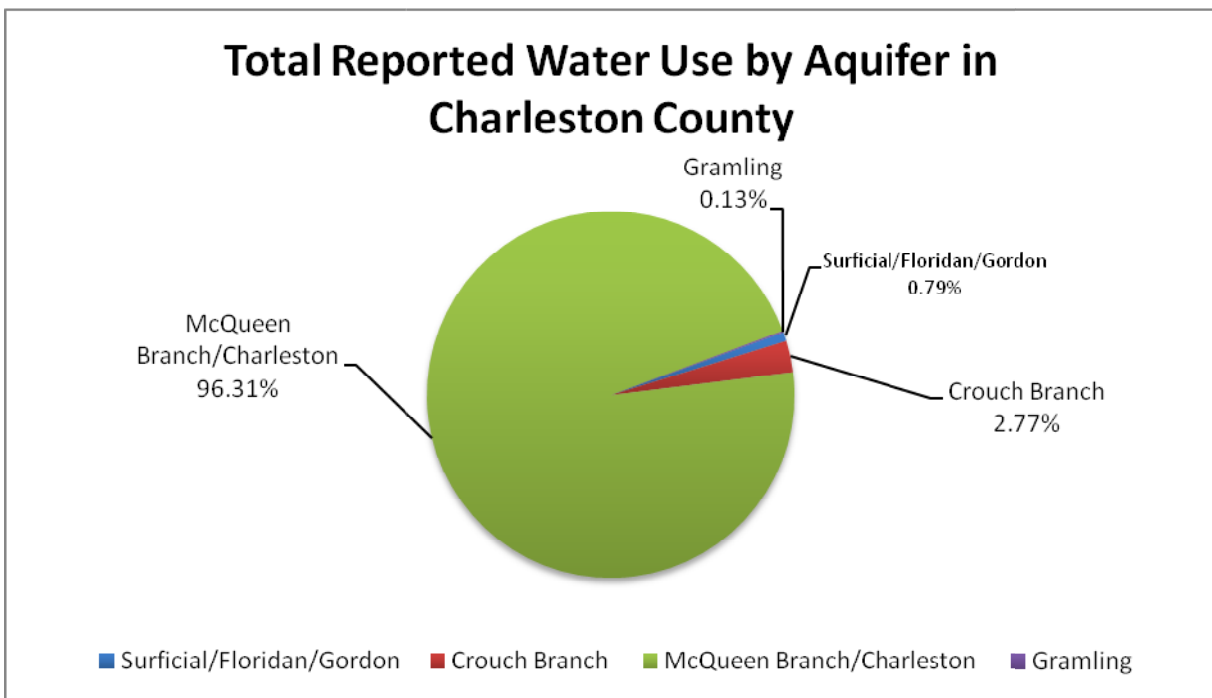 Total Reported Water Use by Aquifer in
Charleston County
Gramling
0.13%
Surficial/Floridan/Gordon
0.79%
McQueen
Branch/Charleston
96.31%
Crouch Branch
2.77%
Surficial/Floridan/Gordon Crouch Branch McQueen Branch/Charleston Gramling